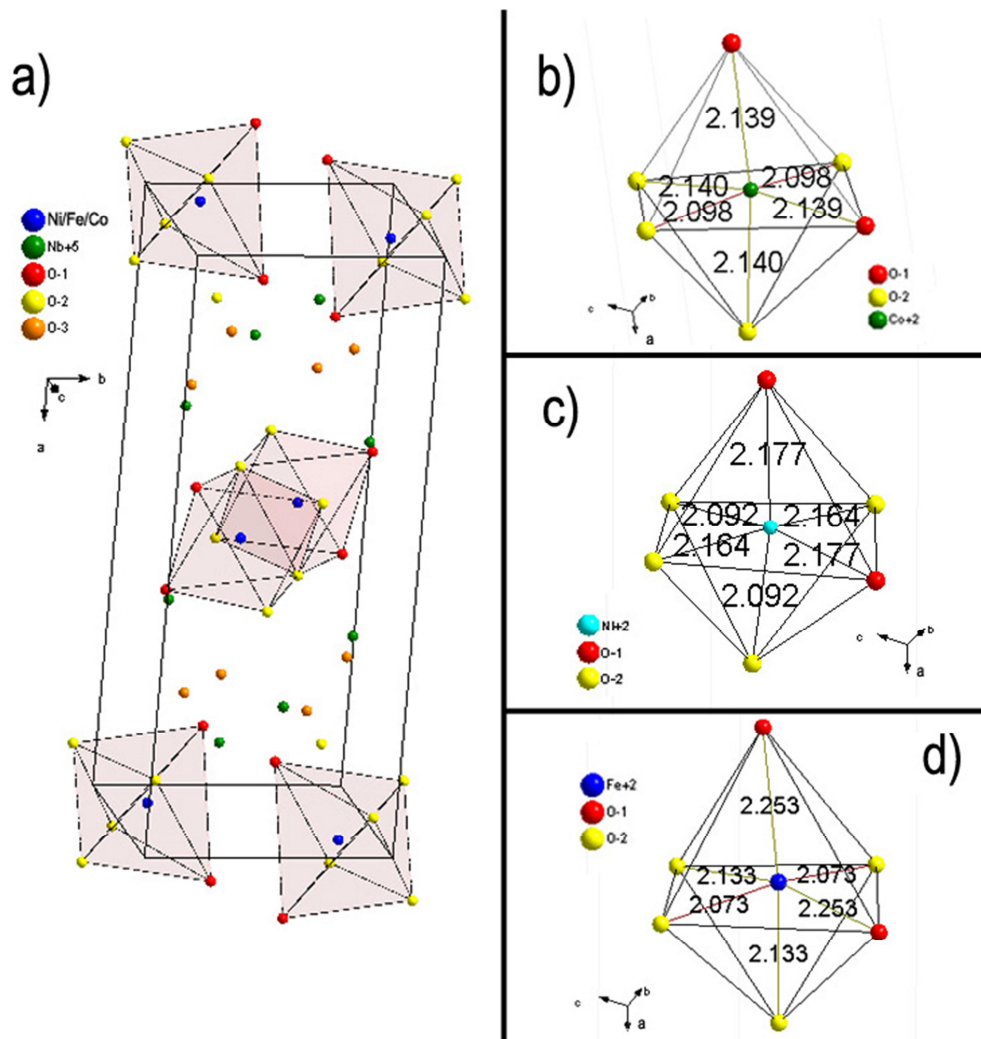 a)
Ni/Fe/Co
Nb+5
O-1
O-2
O-3
b
c
a
b)
2.139
2.140
2.098
2.098
2.139
2.140
O-1
O-2
Co+2
c
b
a
c)
2.177
2.092
2.164
2.164
2.177
2.092
Ni+2
O-1
O-2
c
b
a
d)
Fe+2
O-1
O-2
2.253
2.133
2.073
2.073
2.253
2.133
c
b
a